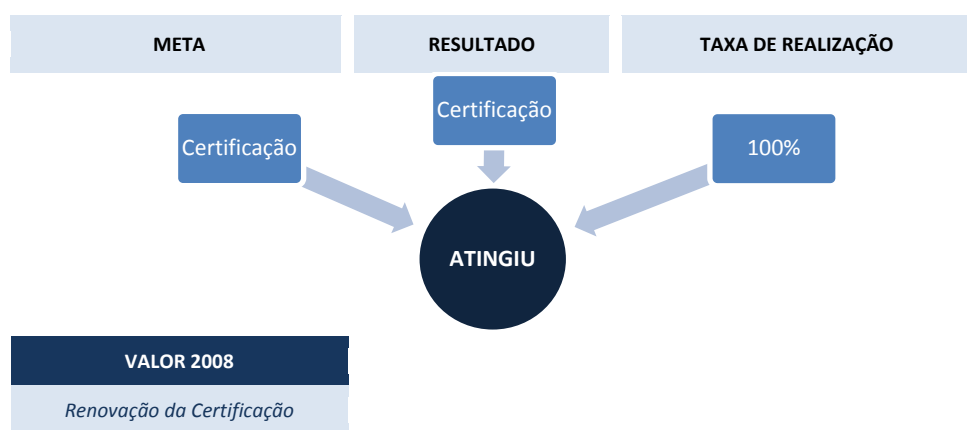 META
RESULTADO
TAXA DE REALIZAÇÃO
Certificação
Certificação
100%
ATINGIU
VALOR 2008
Renovação da Certificação